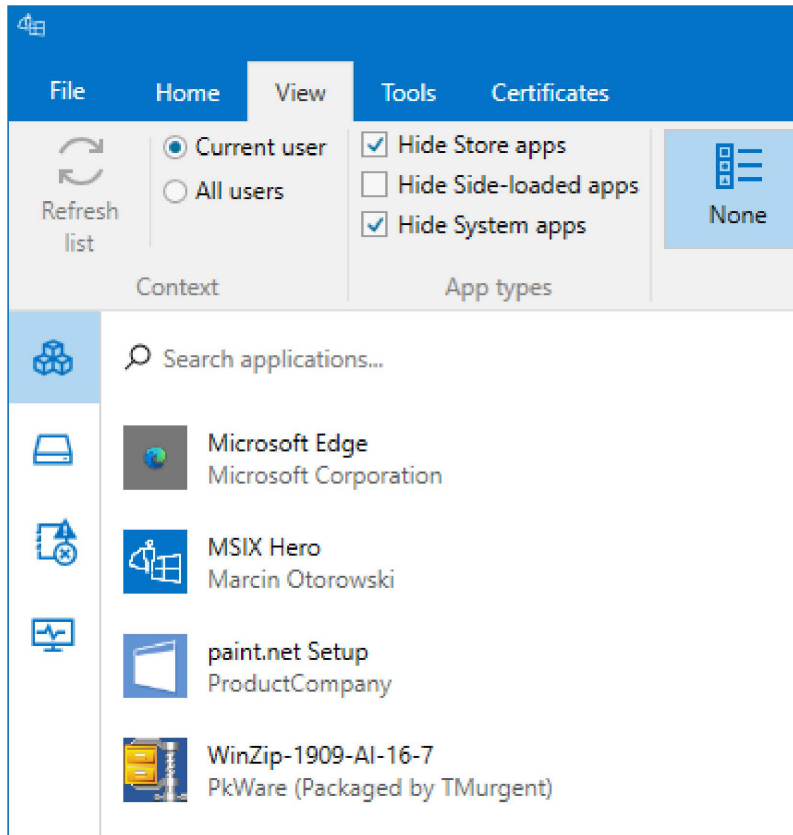 File Home View Tools Certificates
Refresh
list
Current user
All users
Context
Hide Store apps
Hide Side-loaded apps
Hide System apps
App types
None
Search applications...
Microsoft Edge
Microsoft Corporation
MSIX Hero
Marcin Otorowski
paint.net Setup
ProductCompany
WinZip-1909-AI-16-7
PkWare (Packaged by TMurgent)